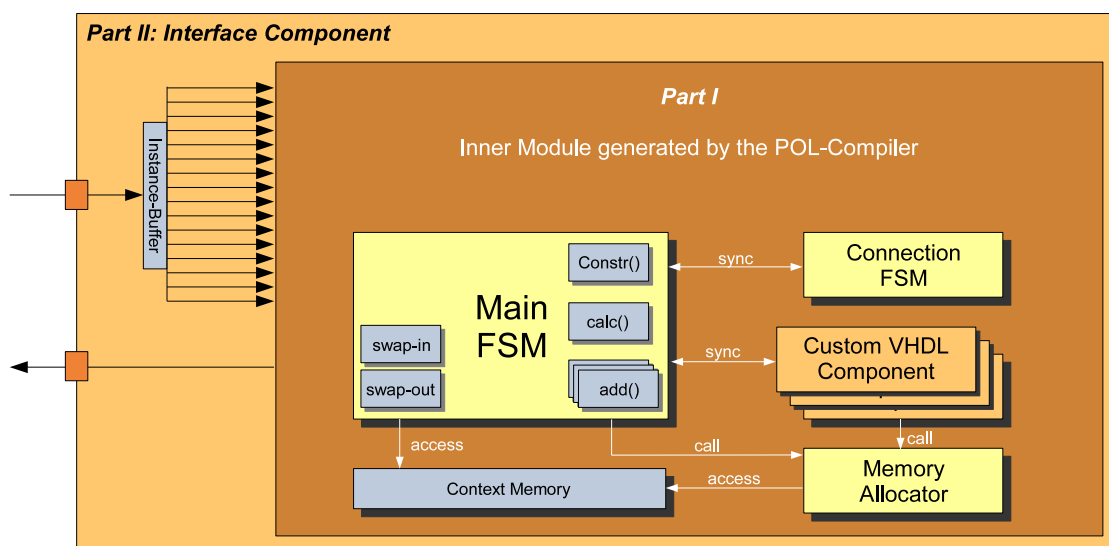 Part II: Interface Component
Part I
Inner Module generated by the POL-Compiler
Instance-Buffer
Main
FSM
Constr()
calc()
add()
swap-in
swap-out
sync
Connection
FSM
sync
Custom VHDL
Component
access
call
call
Memory
Allocator
access
Context Memory